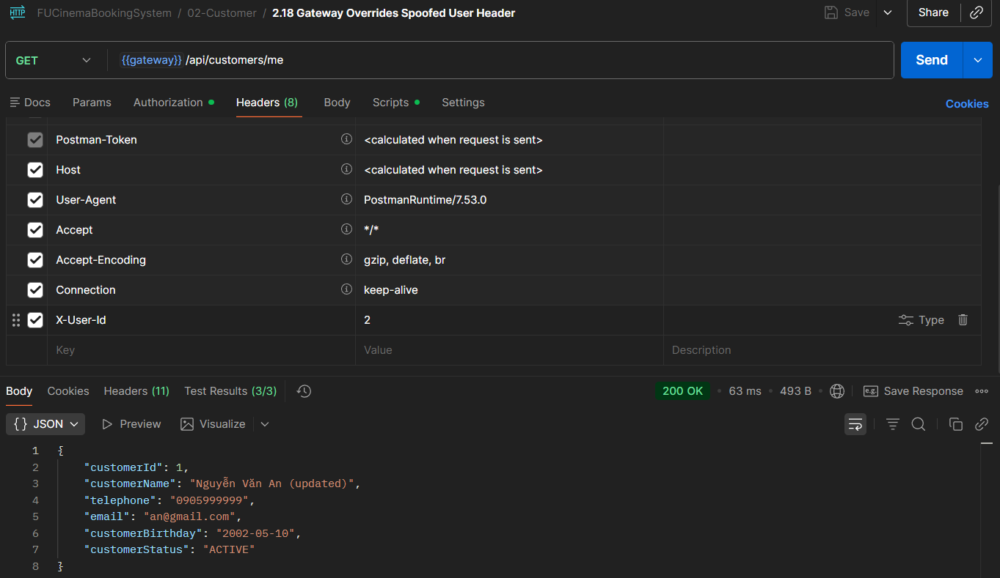 HTTP FUCinemaBookingSystem / 02-Customer / 2.18 Gateway Overrides Spoofed User Header Save Share
GET {{gateway}} /api/customers/me Send
Docs Params Authorization Headers (8) Body Scripts Settings Cookies
Postman-Token <calculated when request is sent>
Host <calculated when request is sent>
User-Agent PostmanRuntime/7.53.0
Accept */*
Accept-Encoding gzip, deflate, br
Connection keep-alive
X-User-Id 2 Type
Key Value Description
Body Cookies Headers (11) Test Results (3/3) 200 OK • 63 ms • 493 B • e.g. Save Response
{} JSON Preview Visualize
1 {
2 "customerId": 1,
3 "customerName": "Nguyễn Văn An (updated)",
4 "telephone": "0905999999",
5 "email": "an@gmail.com",
6 "customerBirthday": "2002-05-10",
7 "customerStatus": "ACTIVE"
8 }